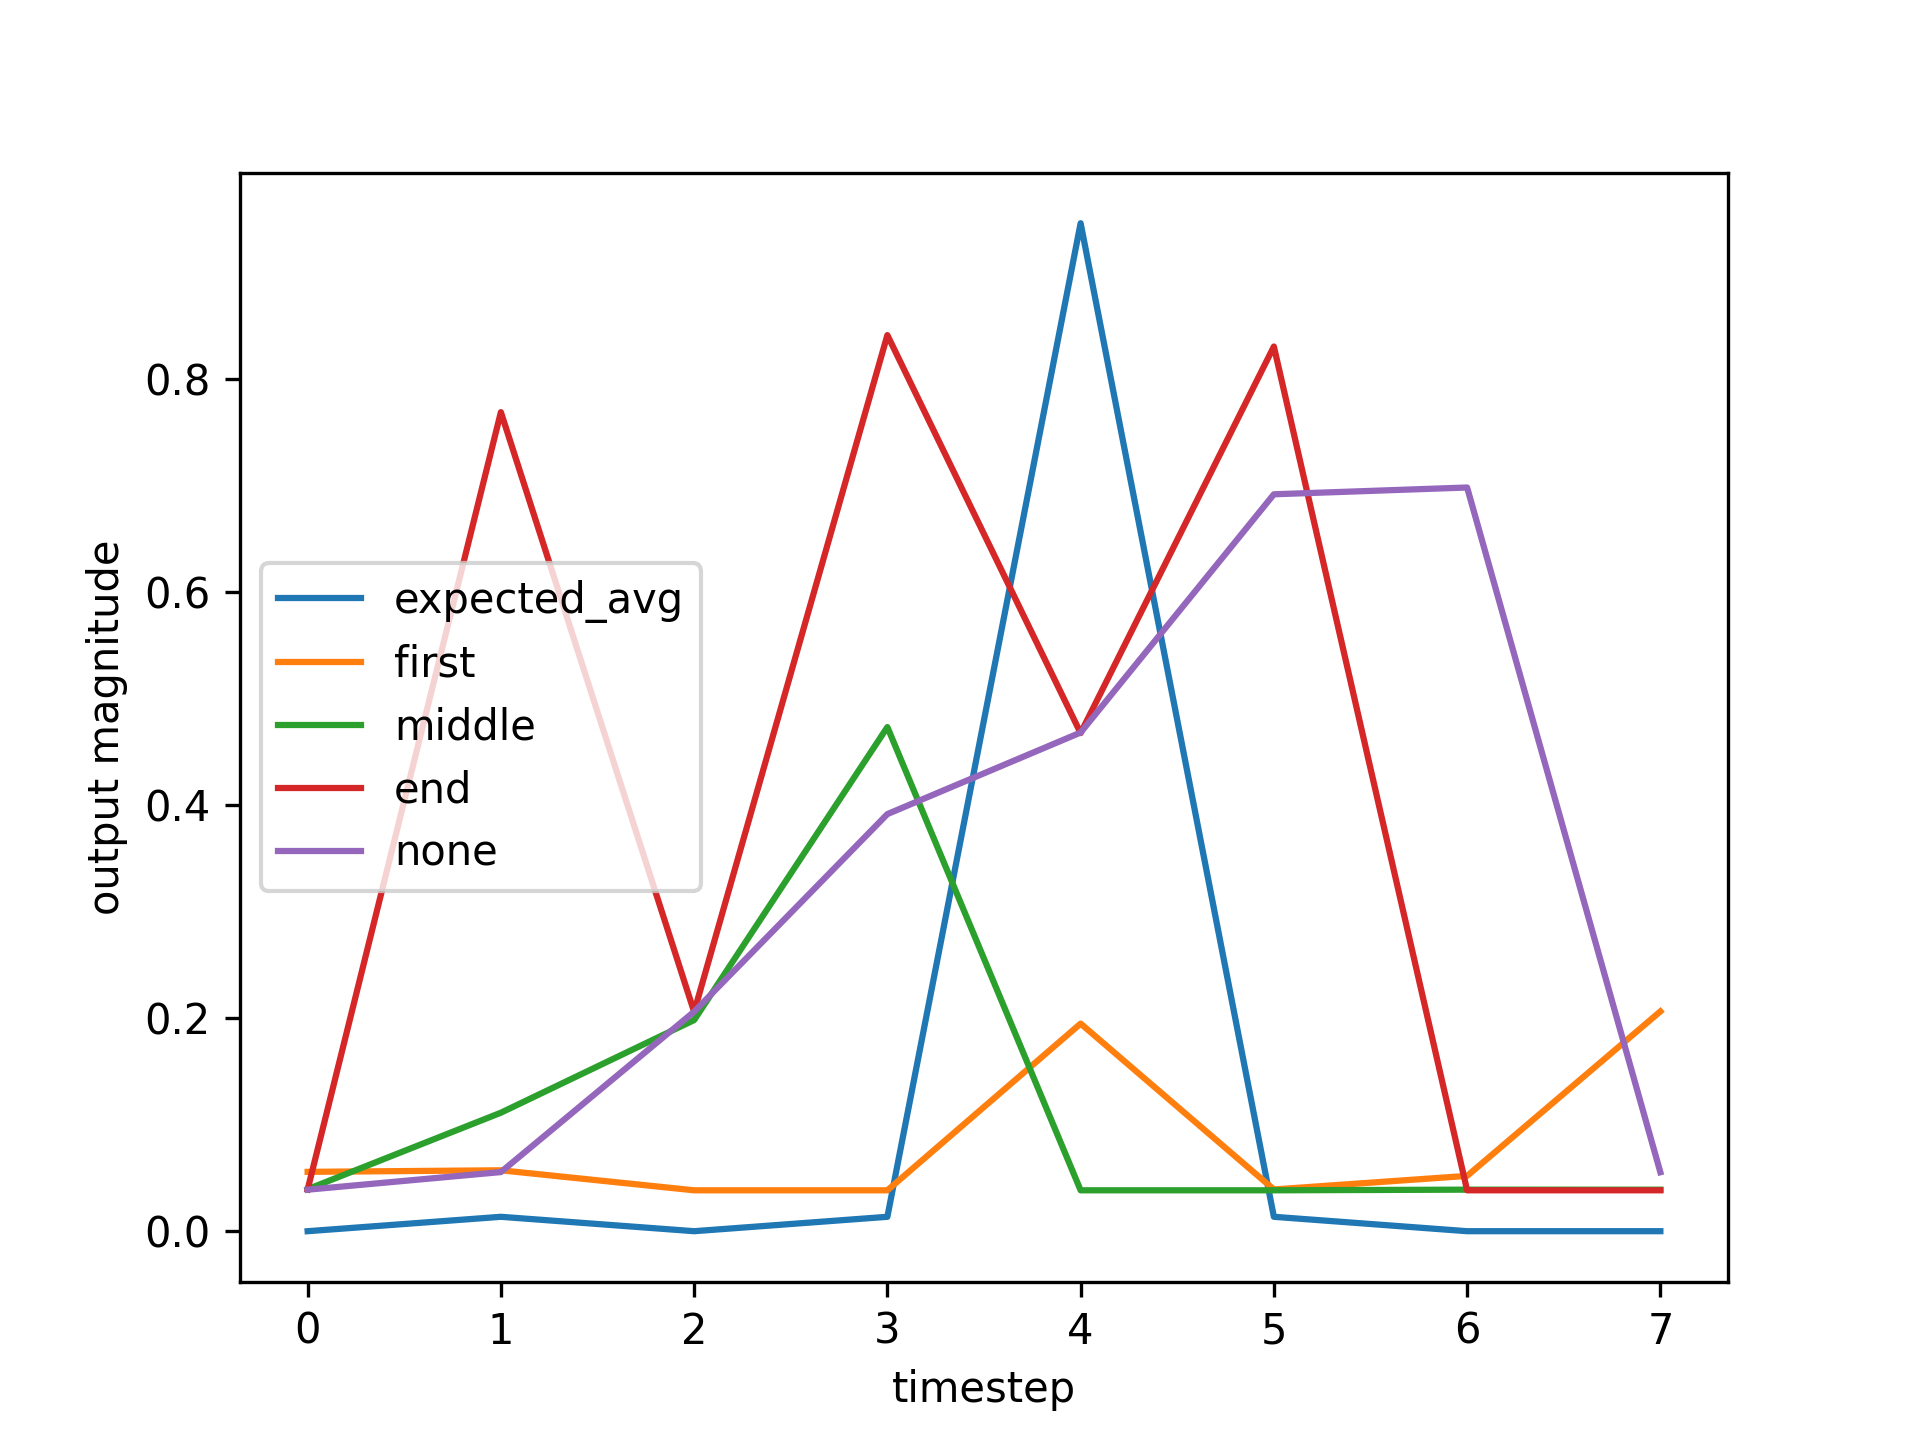 output magnitude
0.8
0.6
0.4
0.2
0.0
expected_avg
first
middle
end
none
0 1 2 3 4 5 6 7
timestep